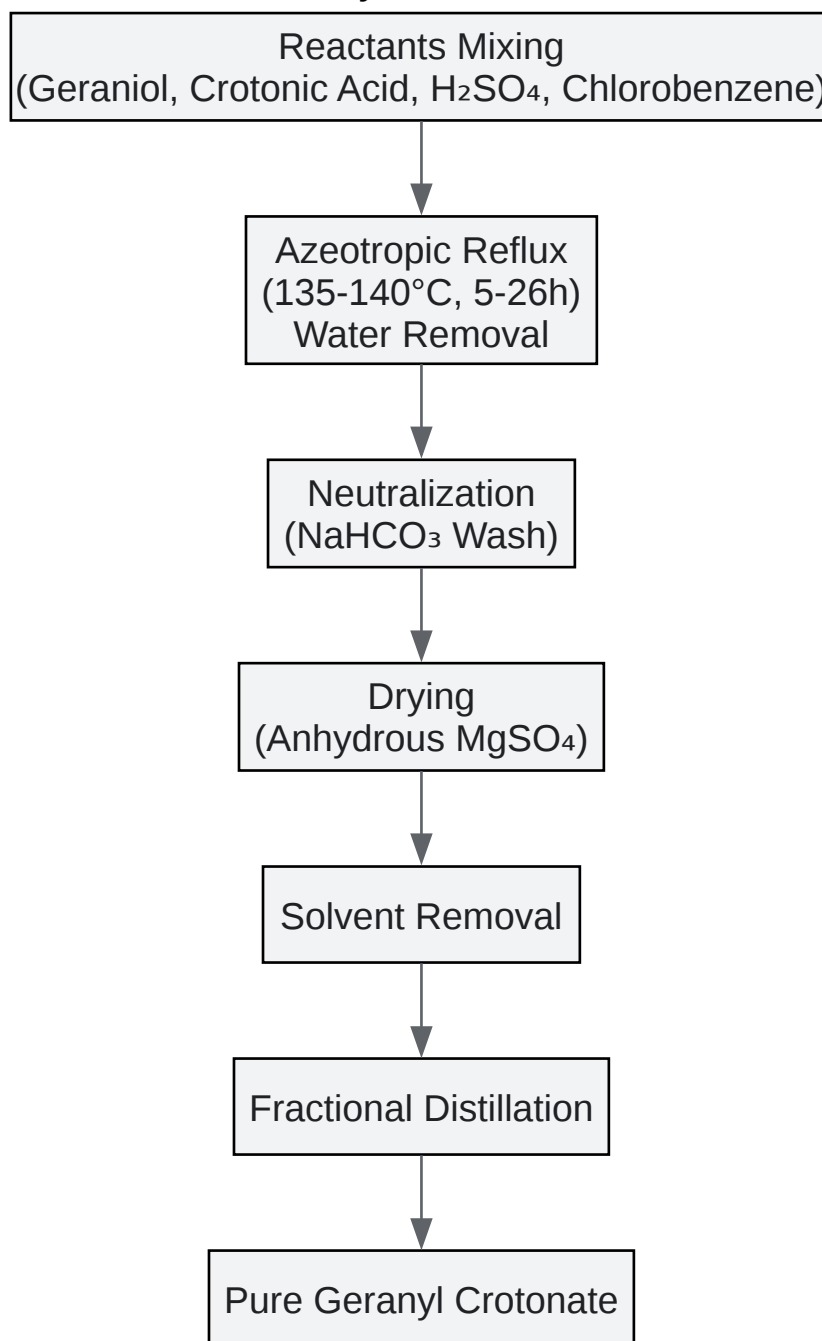 Reactants Mixing
(Geraniol, Crotonic Acid, H₂SO₄, Chlorobenzene)
Azeotropic Reflux
(135-140°C, 5-26h)
Water Removal
Neutralization
(NaHCO₃ Wash)
Drying
(Anhydrous MgSO₄)
Solvent Removal
Fractional Distillation
Pure Geranyl Crotonate